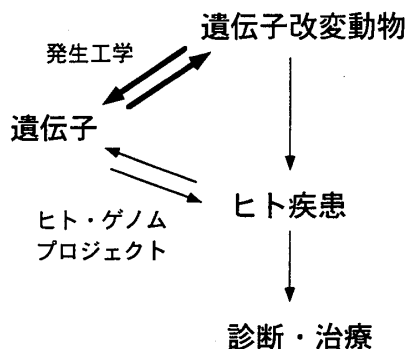 遺伝子改変動物
発生工学
遺伝子
ヒト疾患
ヒト・ゲノム
プロジェクト
診断・治療